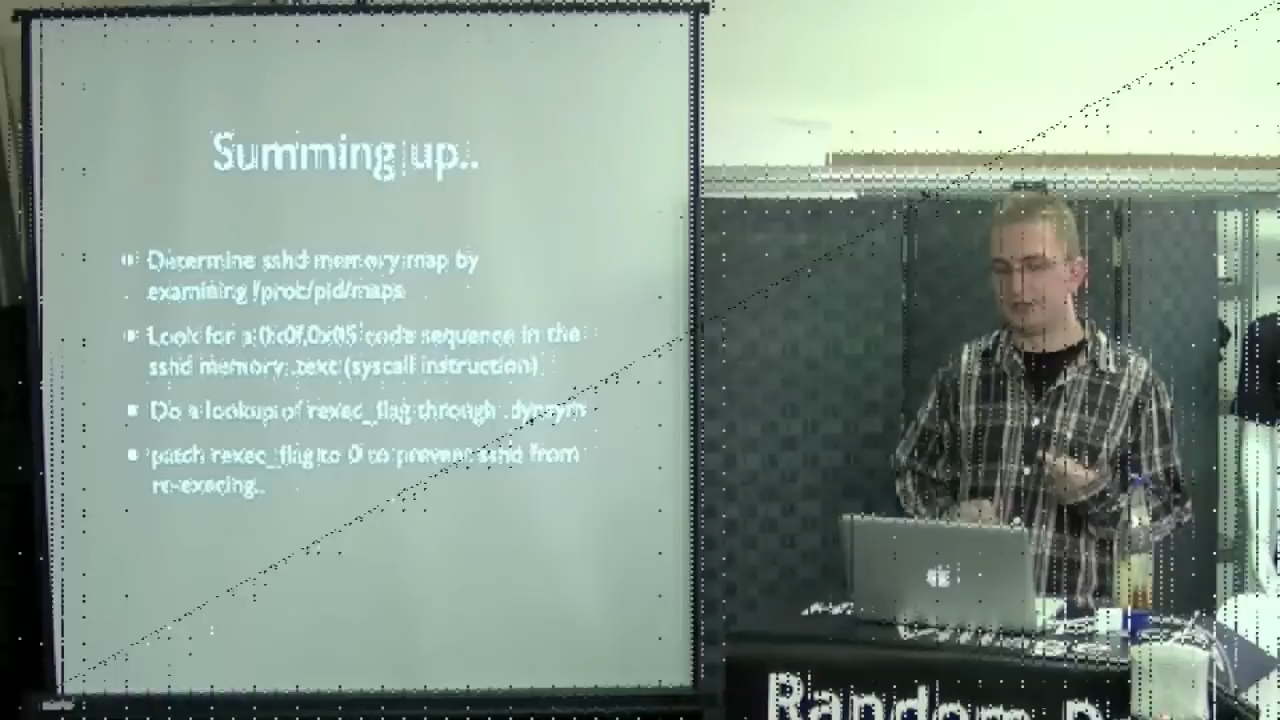 Summing up..
Determine sshd memory map by
examining /proc/pid/maps
Look for a 0x0f,0x05 code sequence in the
sshd memory .text (syscall instruction)
Do a lookup of rexec_flag through .dynsym
patch rexec_flag to 0 to prevent sshd from
re-execing..
Random